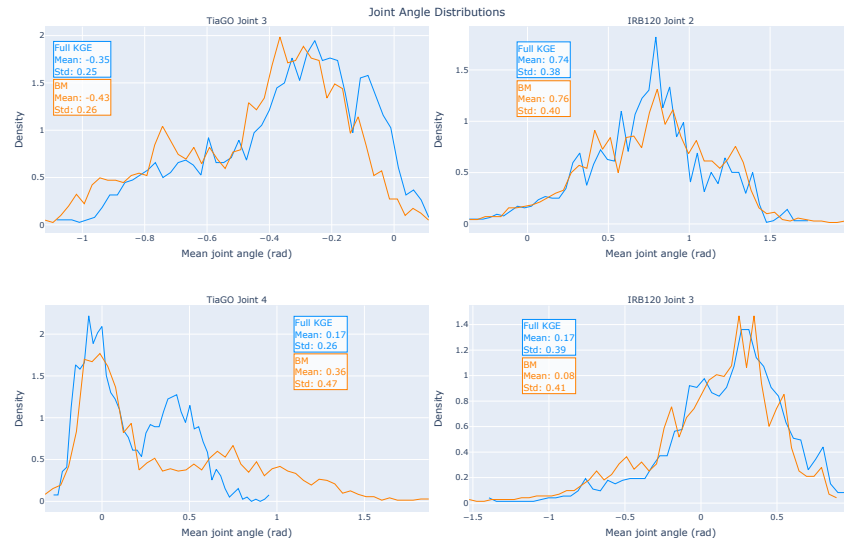 Joint Angle Distributions
TiaGO Joint 3
IRB120 Joint 2
Full KGE
Mean: -0.35
Std: 0.25
BM
Mean: -0.43
Std: 0.26
Full KGE
Mean: 0.74
Std: 0.38
BM
Mean: 0.76
Std: 0.40
Density
2
1.5
1
0.5
0
−1
−0.8
−0.6
−0.4
−0.2
0
Mean joint angle (rad)
Density
1.5
1
0.5
0
0
0.5
1
1.5
Mean joint angle (rad)
TiaGO Joint 4
IRB120 Joint 3
Full KGE
Mean: 0.17
Std: 0.26
BM
Mean: 0.36
Std: 0.47
Full KGE
Mean: 0.17
Std: 0.39
BM
Mean: 0.08
Std: 0.41
Density
2
1.5
1
0.5
0
0
0.5
1
1.5
Mean joint angle (rad)
Density
1.4
1.2
1
0.8
0.6
0.4
0.2
0
−1.5
−1
−0.5
0
0.5
Mean joint angle (rad)